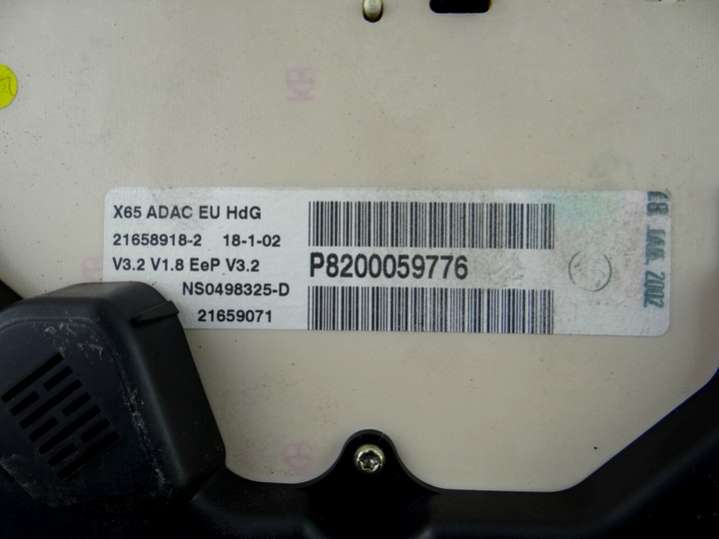 X65 ADAC EU HdG
21658918-2 18-1-02
V3.2 V1.8 EeP V3.2
NS0498325-D
21659071
P8200059776
18 JAN. 2002